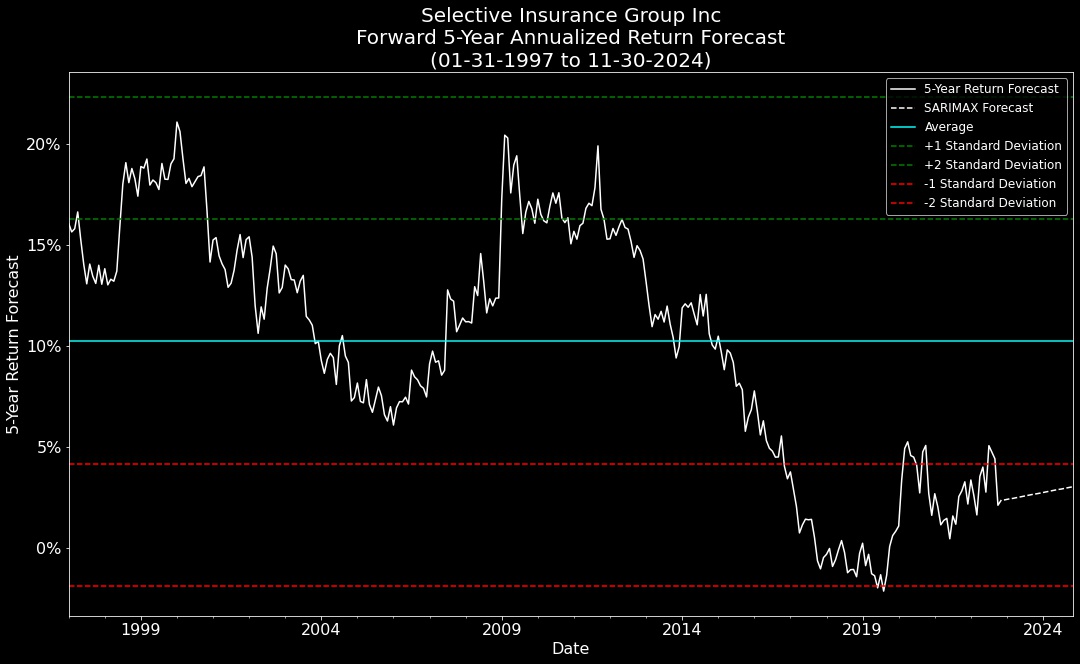 Selective Insurance Group Inc
Forward 5-Year Annualized Return Forecast
(01-31-1997 to 11-30-2024)
5-Year Return Forecast
SARIMAX Forecast
Average
+1 Standard Deviation
+2 Standard Deviation
-1 Standard Deviation
-2 Standard Deviation
5-Year Return Forecast
20%
15%
10%
5%
0%
1999
2004
2009
2014
2019
2024
Date